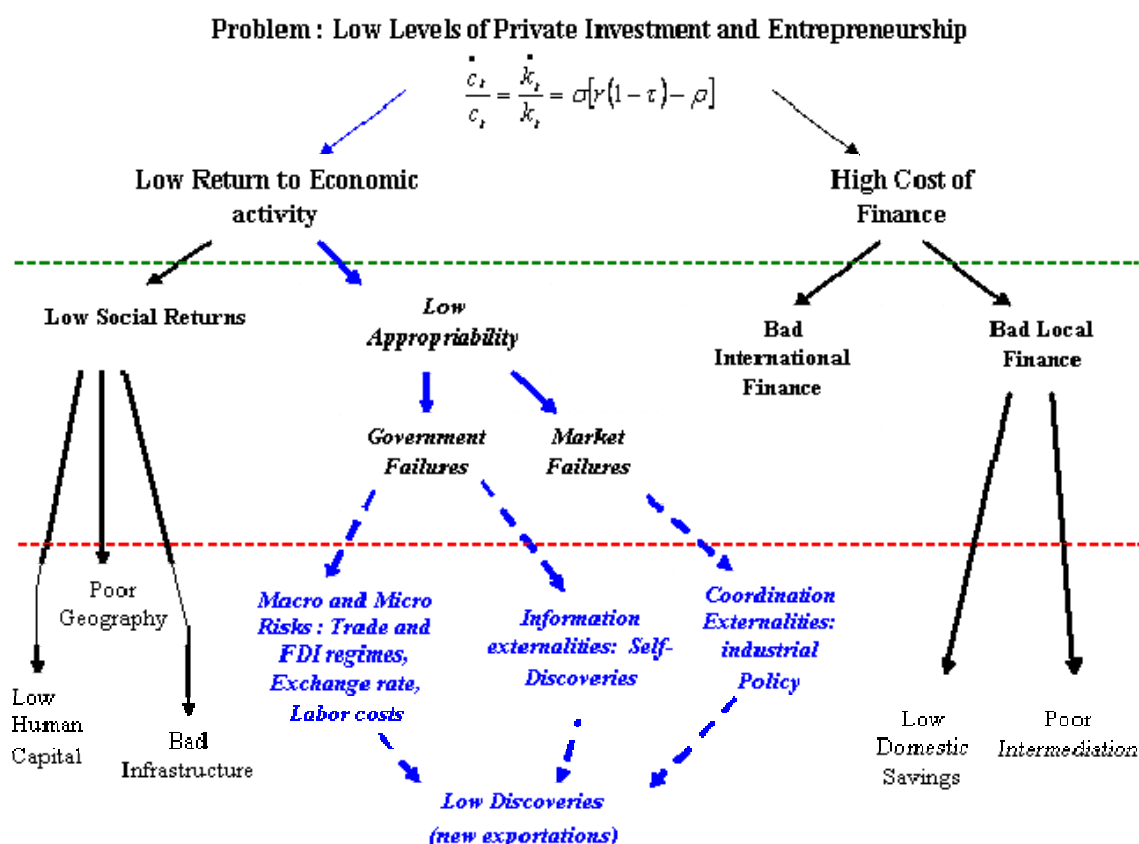 Problem : Low Levels of Private Investment and Entrepreneurship
ċₜ/cₜ = k̇ₜ/kₜ = σ[r(1 − τ) − ρ]
Low Return to Economic
activity
High Cost of
Finance
Low Social Returns
Low
Appropriability
Bad
International
Finance
Bad Local
Finance
Government
Failures
Market
Failures
Poor
Geography
Macro and Micro
Risks : Trade and
FDI regimes,
Exchange rate,
Labor costs
Information
externalities: Self-
Discoveries
Coordination
Externalities:
industrial
Policy
Low
Human
Capital
Bad
Infrastructure
Low
Domestic
Savings
Poor
Intermediation
Low Discoveries
(new exportations)